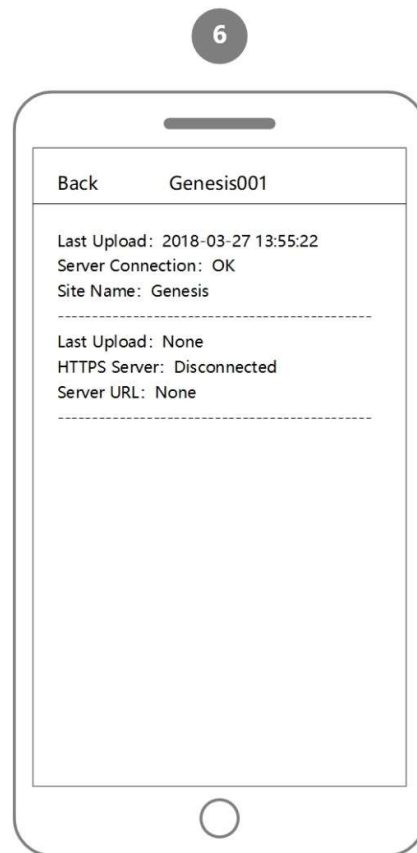 6
Back Genesis001
Last Upload: 2018-03-27 13:55:22
Server Connection: OK
Site Name: Genesis
---------------------------------------------
Last Upload: None
HTTPS Server: Disconnected
Server URL: None
---------------------------------------------